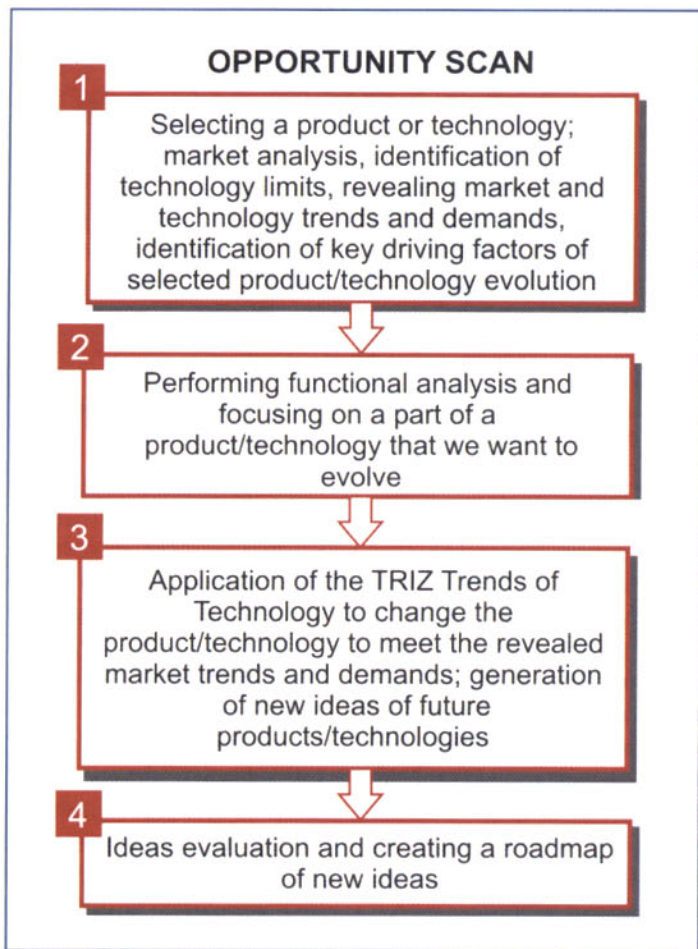 OPPORTUNITY SCAN
1
Selecting a product or technology;
market analysis, identification of
technology limits, revealing market
and technology trends and demands,
identification of key driving factors of
selected product/technology evolution
2
Performing functional analysis and
focusing on a part of a
product/technology that we want to
evolve
3
Application of the TRIZ Trends of
Technology to change the
product/technology to meet the revealed
market trends and demands; generation
of new ideas of future
products/technologies
4
Ideas evaluation and creating a roadmap
of new ideas